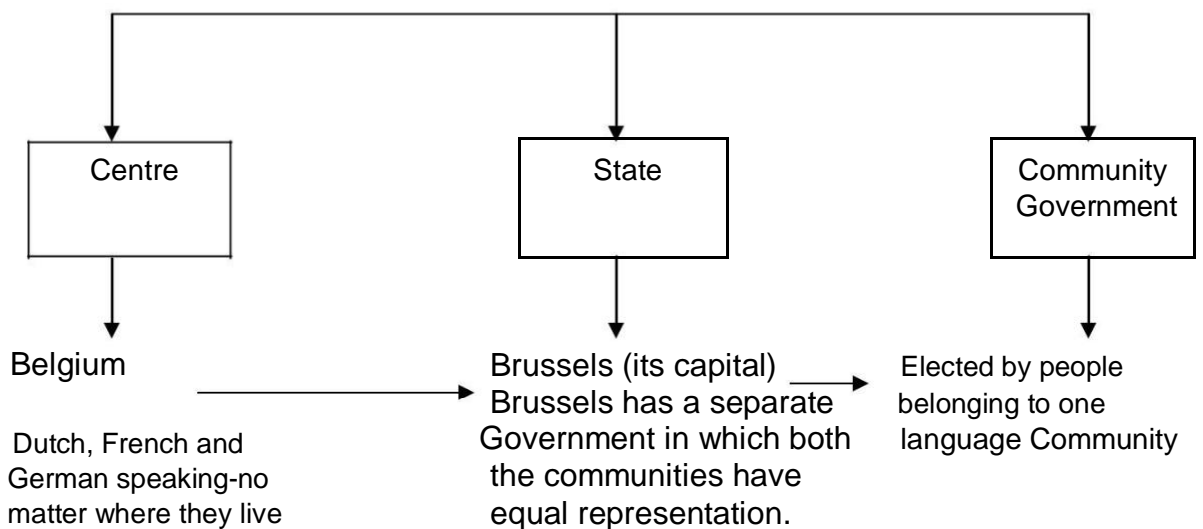 Centre
State
Community
Government
Belgium
Dutch, French and
German speaking-no
matter where they live
Brussels (its capital)
Brussels has a separate
Government in which both
the communities have
equal representation.
Elected by people
belonging to one
language Community